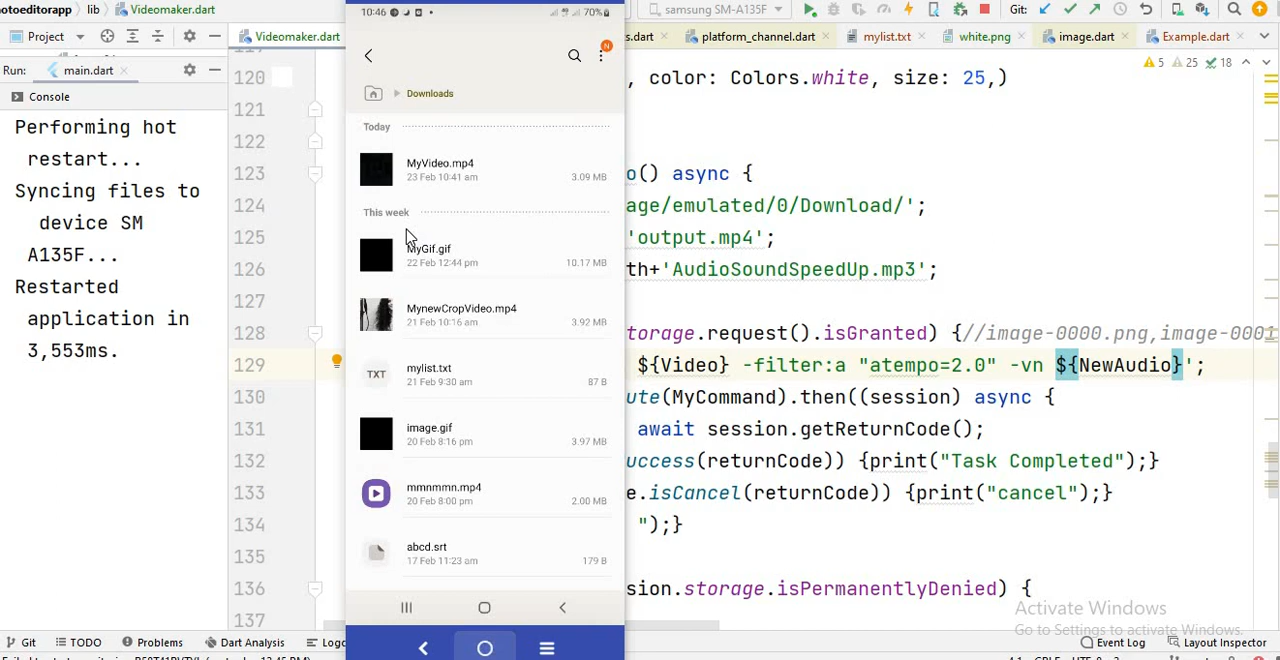 otoeditorapp
lib
Videomaker.dart
samsung SM-A135F
Git:
Project
Videomaker.dart
s.dart
platform_channel.dart
mylist.txt
white.png
image.dart
Example.dart
Run:
main.dart
5 25 18
Console
Performing hot
restart...
Syncing files to
device SM
A135F...
Restarted
application in
3,553ms.
120
121
122
123
124
125
126
127
128
129
130
131
132
133
134
135
136
137
10:46
70%
N
Downloads
Today
MyVideo.mp4
23 Feb 10:41 am
3.09 MB
This week
MyGif.gif
22 Feb 12:44 pm
10.17 MB
MynewCropVideo.mp4
21 Feb 10:16 am
3.92 MB
TXT
mylist.txt
21 Feb 9:30 am
87 B
image.gif
20 Feb 8:16 pm
3.97 MB
mmnmmn.mp4
20 Feb 8:00 pm
2.00 MB
abcd.srt
17 Feb 11:23 am
179 B
, color: Colors.white, size: 25,)
o() async {
age/emulated/0/Download/';
'output.mp4';
th+'AudioSoundSpeedUp.mp3';
torage.request().isGranted) {//image-0000.png,image-0001
${Video} -filter:a "atempo=2.0" -vn ${NewAudio}';
ute(MyCommand).then((session) async {
await session.getReturnCode();
uccess(returnCode)) {print("Task Completed");}
e.isCancel(returnCode)) {print("cancel");}
");}
sion.storage.isPermanentlyDenied) {
Activate Windows
Go to Settings to activate Windows.
Git
TODO
Problems
Dart Analysis
Logc
Event Log
Layout Inspector